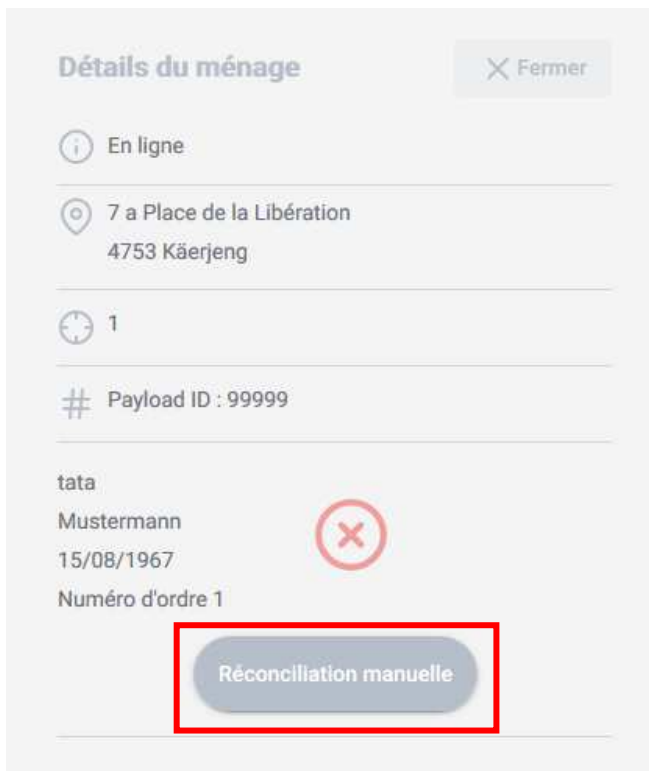 Détails du ménage
Fermer
En ligne
7 a Place de la Libération
4753 Käerjeng
1
Payload ID : 99999
tata
Mustermann
15/08/1967
Numéro d'ordre 1
Réconciliation manuelle